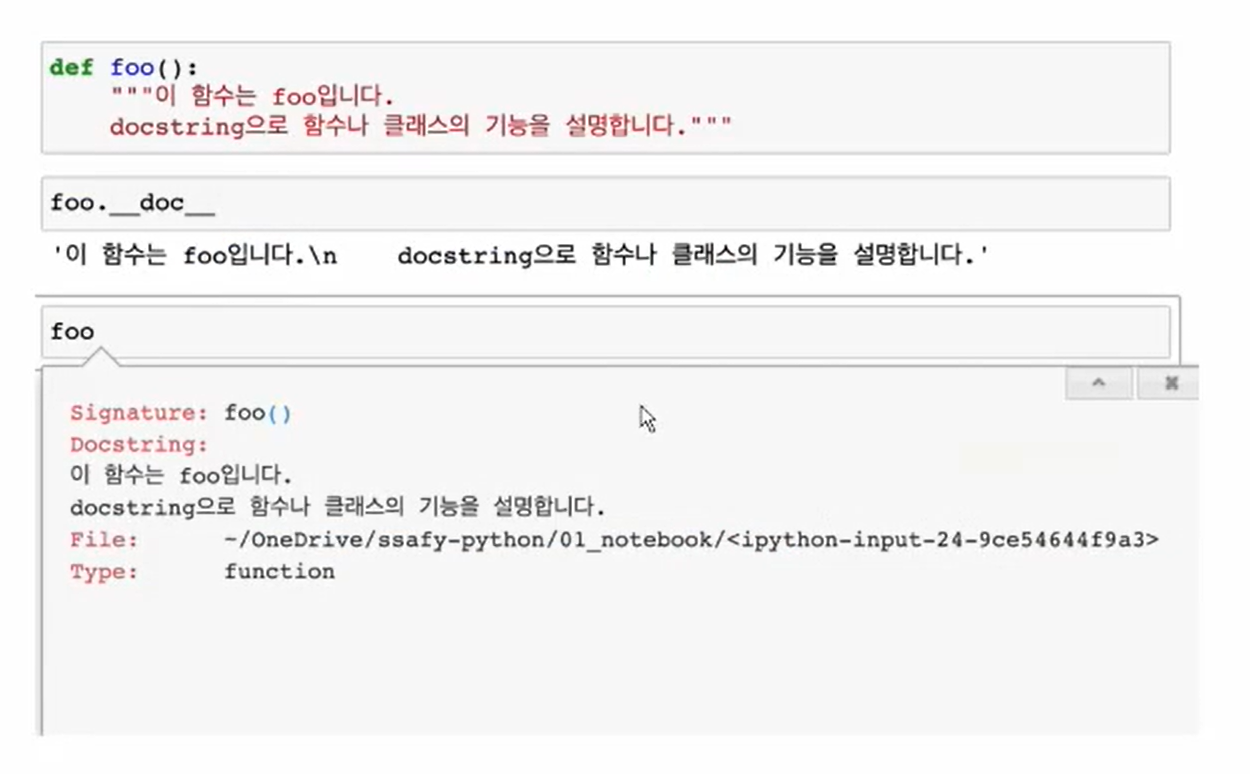 def foo():
    """이 함수는 foo입니다.
    docstring으로 함수나 클래스의 기능을 설명합니다."""
foo.__doc__
'이 함수는 foo입니다.\n    docstring으로 함수나 클래스의 기능을 설명합니다.'
foo
Signature: foo()
Docstring:
이 함수는 foo입니다.
docstring으로 함수나 클래스의 기능을 설명합니다.
File:      ~/OneDrive/ssafy-python/01_notebook/<ipython-input-24-9ce54644f9a3>
Type:      function